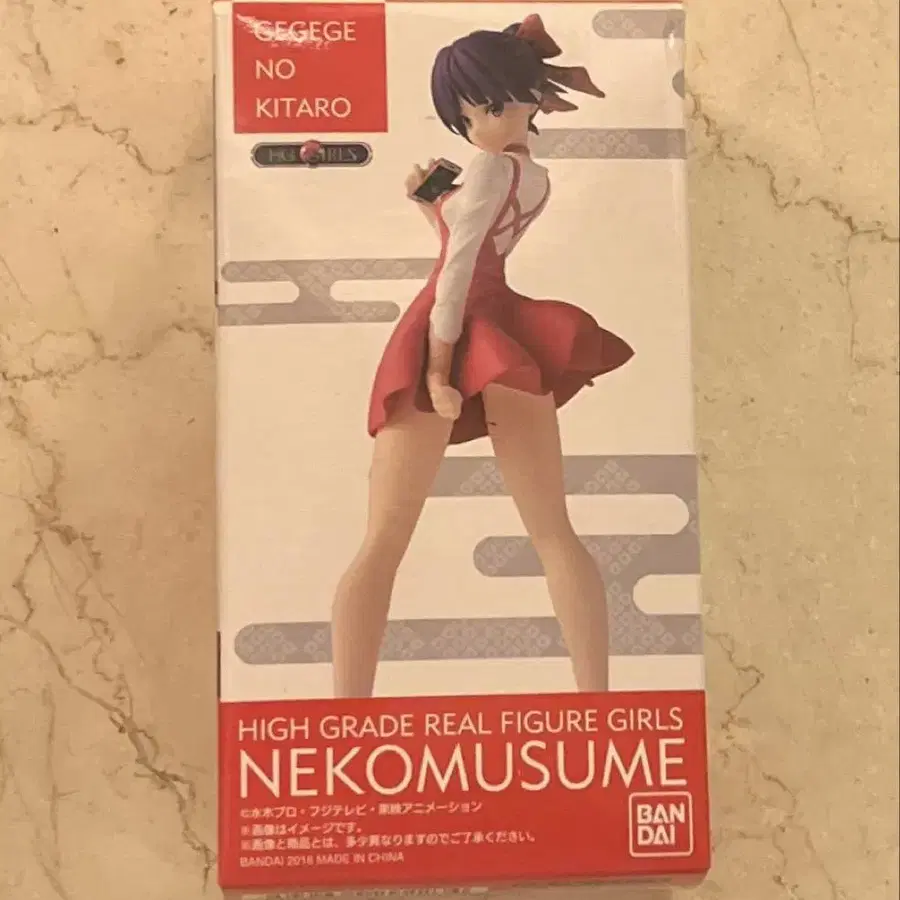 GEGEGE
NO
KITARO
HG GIRLS
HIGH GRADE REAL FIGURE GIRLS
NEKOMUSUME
©水木プロ・フジテレビ・東映アニメーション
※画像はイメージです。
※画像と商品とは、多少異なりますのでご了承ください。
BANDAI 2018 MADE IN CHINA
BAN
DAI